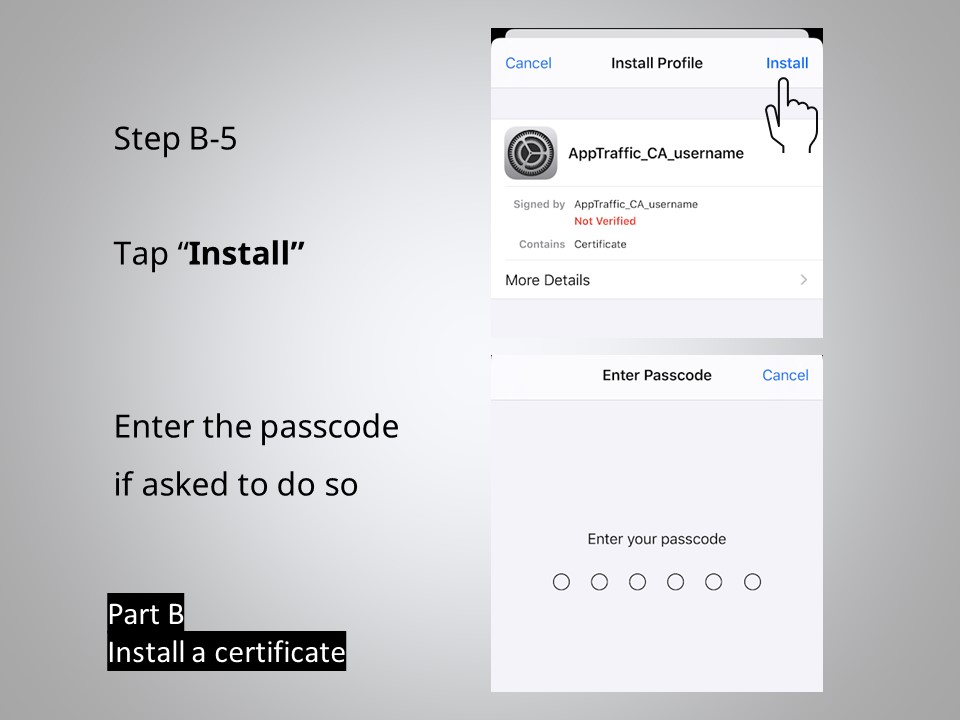 Step B-5
Tap “Install”
Enter the passcode
if asked to do so
Part B
Install a certificate
Cancel Install Profile Install
AppTraffic_CA_username
Signed by AppTraffic_CA_username
Not Verified
Contains Certificate
More Details
Enter Passcode Cancel
Enter your passcode